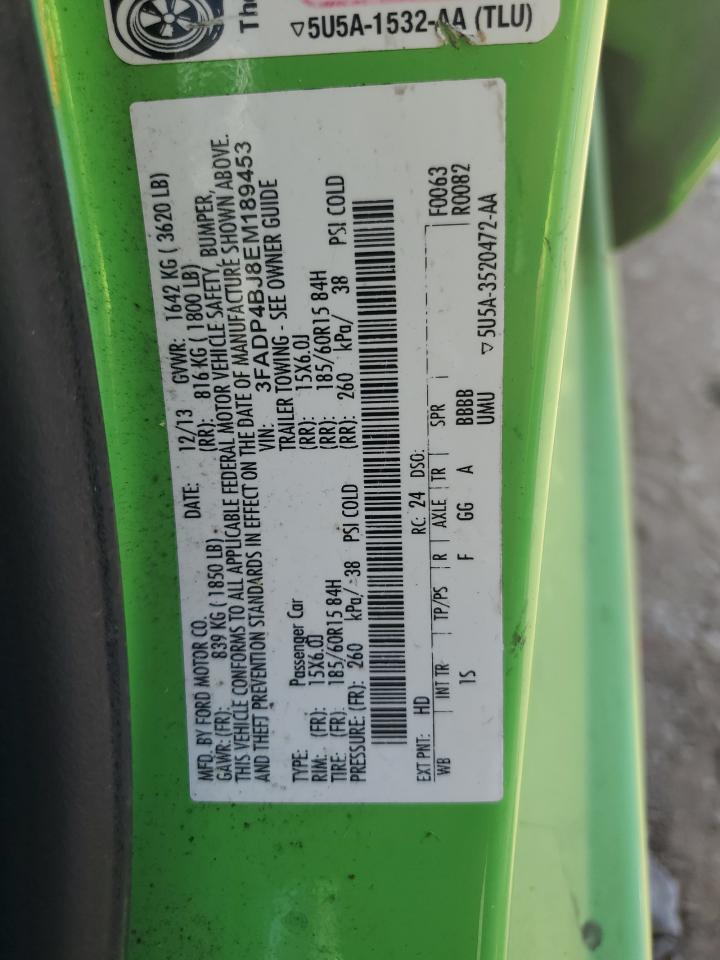 The
▽5U5A-1532-AA (TLU)
MFD. BY FORD MOTOR CO.
DATE: 12/13 GVWR: 1642 KG ( 3620 LB)
GAWR: (FR): 839 KG ( 1850 LB) (RR): 816 KG ( 1800 LB)
THIS VEHICLE CONFORMS TO ALL APPLICABLE FEDERAL MOTOR VEHICLE SAFETY, BUMPER,
AND THEFT PREVENTION STANDARDS IN EFFECT ON THE DATE OF MANUFACTURE SHOWN ABOVE.
VIN: 3FADP4BJ8EM189453
TYPE: Passenger Car TRAILER TOWING - SEE OWNER GUIDE
RIM: (FR): 15X6.0J (RR): 15X6.0J
TIRE: (FR): 185/60R15 84H (RR): 185/60R15 84H
PRESSURE: (FR): 260 kPa/ 38 PSI COLD (RR): 260 kPa/ 38 PSI COLD
EXT PNT: HD RC: 24 DSO: F0063
WB INT TR TP/PS R AXLE TR SPR R0082
IS F GG A BBBB
UMU ▽5U5A-3520472-AA